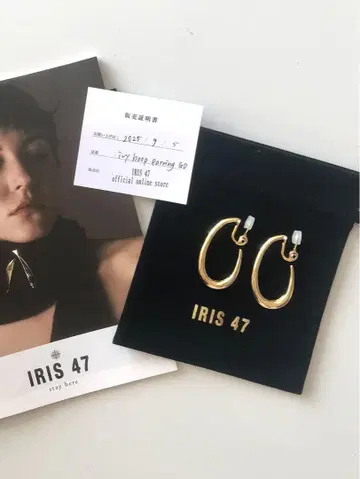 販売証明書
2025 / 9 / 5
ivy hoop earring GD
IRIS 47
official online store
IRIS 47
IRIS 47
stay here